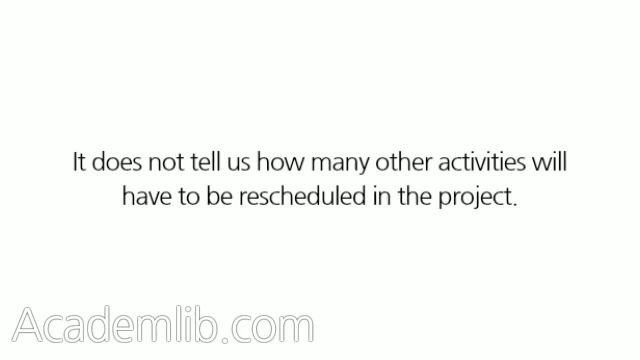 It does not tell us how many other activities will
have to be rescheduled in the project.
Academlib.com